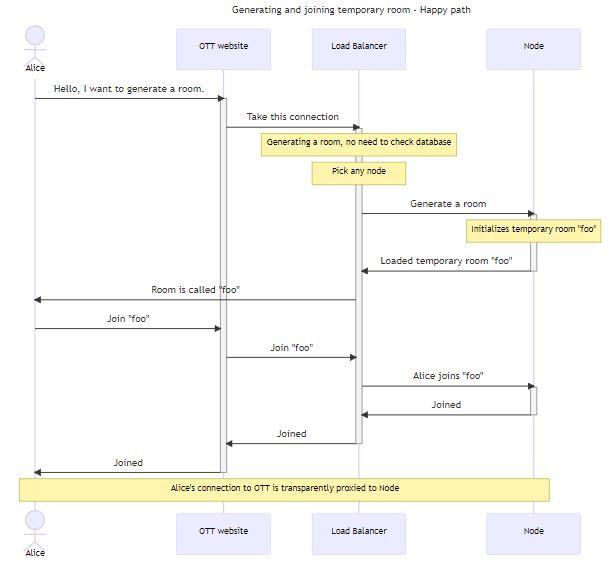 Generating and joining temporary room - Happy path
Alice
OTT website
Load Balancer
Node
Hello, I want to generate a room.
Take this connection
Generating a room, no need to check database
Pick any node
Generate a room
Initializes temporary room "foo"
Loaded temporary room "foo"
Room is called "foo"
Join "foo"
Join "foo"
Alice joins "foo"
Joined
Joined
Joined
Alice's connection to OTT is transparently proxied to Node
Alice
OTT website
Load Balancer
Node